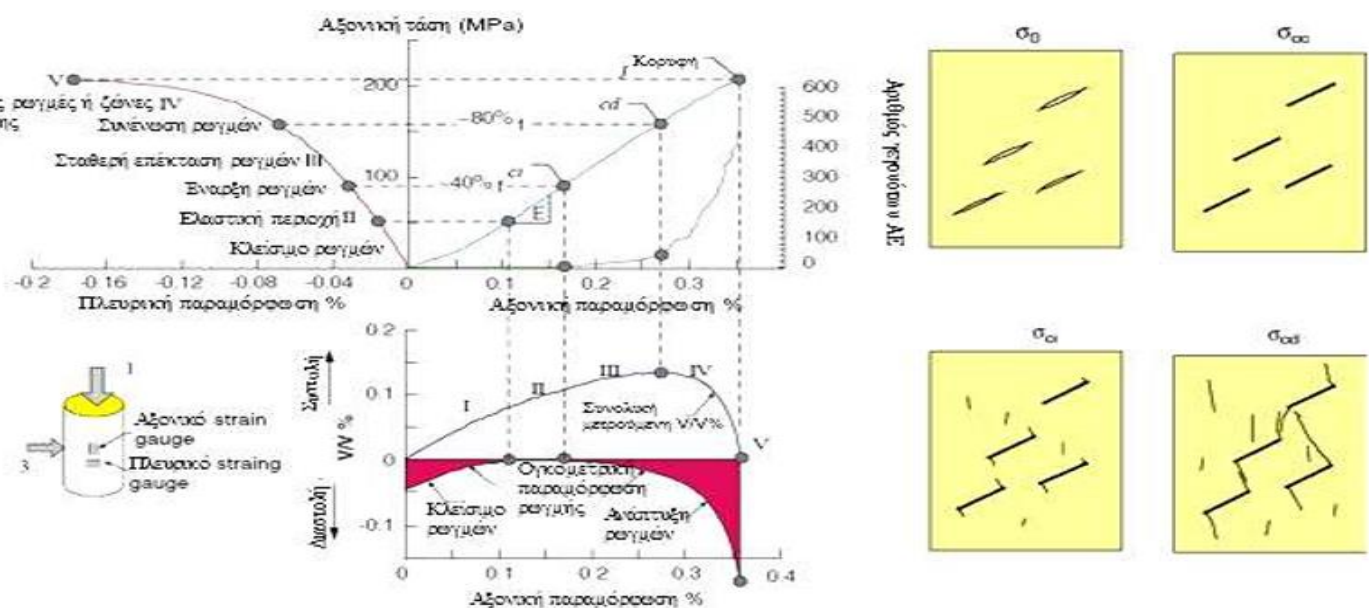 Αξονική τάση (MPa)
V
200
100
ς ρωγμές ή ζώνες IV
ης
Συνένωση ρωγμών
Σταθερή επέκταση ρωγμών III
Έναρξη ρωγμών
Ελαστική περιοχή II
Κλείσιμο ρωγμών
~80% f
~40% f
Κορυφή
f
cd
ci
E
600
500
400
300
200
100
0
Αριθμός γεγονότων AE
-0.2 -0.16 -0.12 -0.08 -0.04 0 0.1 0.2 0.3
Πλευρική παραμόρφωση %
Αξονική παραμόρφωση %
1
3
Αξονικό strain
gauge
Πλευρικό straing
gauge
0.2
0.1
0
-0.1
V/V %
Συστολή
Διαστολή
I
II
III
IV
V
Συνολική
μετρούμενη V/V%
Ογκομετρική
παραμόρφωση
ρωγμής
Κλείσιμο
ρωγμών
Ανάπτυξη
ρωγμών
0 0.1 0.2 0.3 0.4
Αξονική παραμόρφωση %
σ0
σcc
σci
σcd